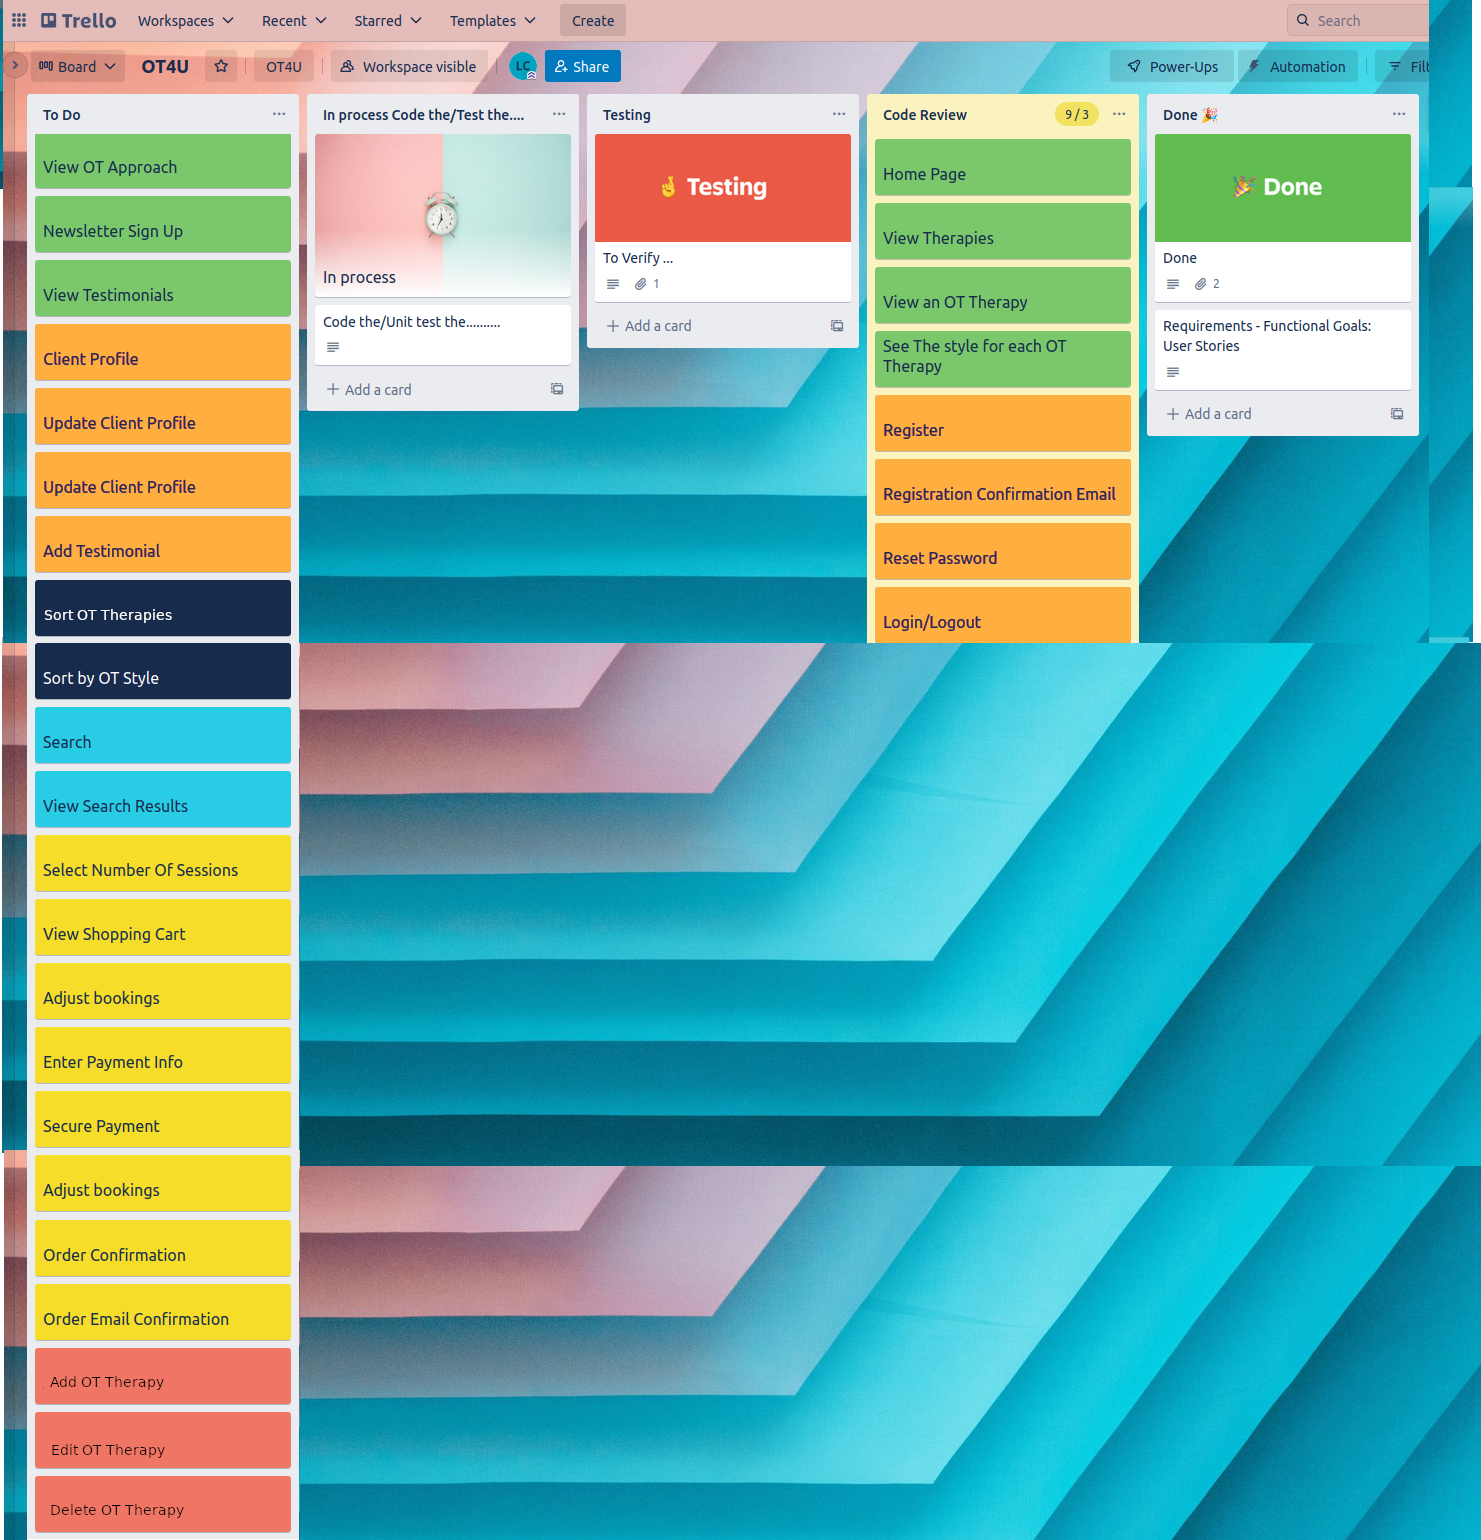 Trello
Workspaces
Recent
Starred
Templates
Create
Search
Board
OT4U
OT4U
Workspace visible
LC
Share
Power-Ups
Automation
To Do
View OT Approach
Newsletter Sign Up
View Testimonials
Client Profile
Update Client Profile
Update Client Profile
Add Testimonial
Sort OT Therapies
Sort by OT Style
Search
View Search Results
Select Number Of Sessions
View Shopping Cart
Adjust bookings
Enter Payment Info
Secure Payment
Adjust bookings
Order Confirmation
Order Email Confirmation
Add OT Therapy
Edit OT Therapy
Delete OT Therapy
In process Code the/Test the....
In process
Code the/Unit test the..........
Add a card
Testing
🤞 Testing
To Verify ...
1
Add a card
Code Review
9 / 3
Home Page
View Therapies
View an OT Therapy
See The style for each OT
Therapy
Register
Registration Confirmation Email
Reset Password
Login/Logout
Done 🎉
🎉 Done
Done
2
Requirements - Functional Goals:
User Stories
Add a card